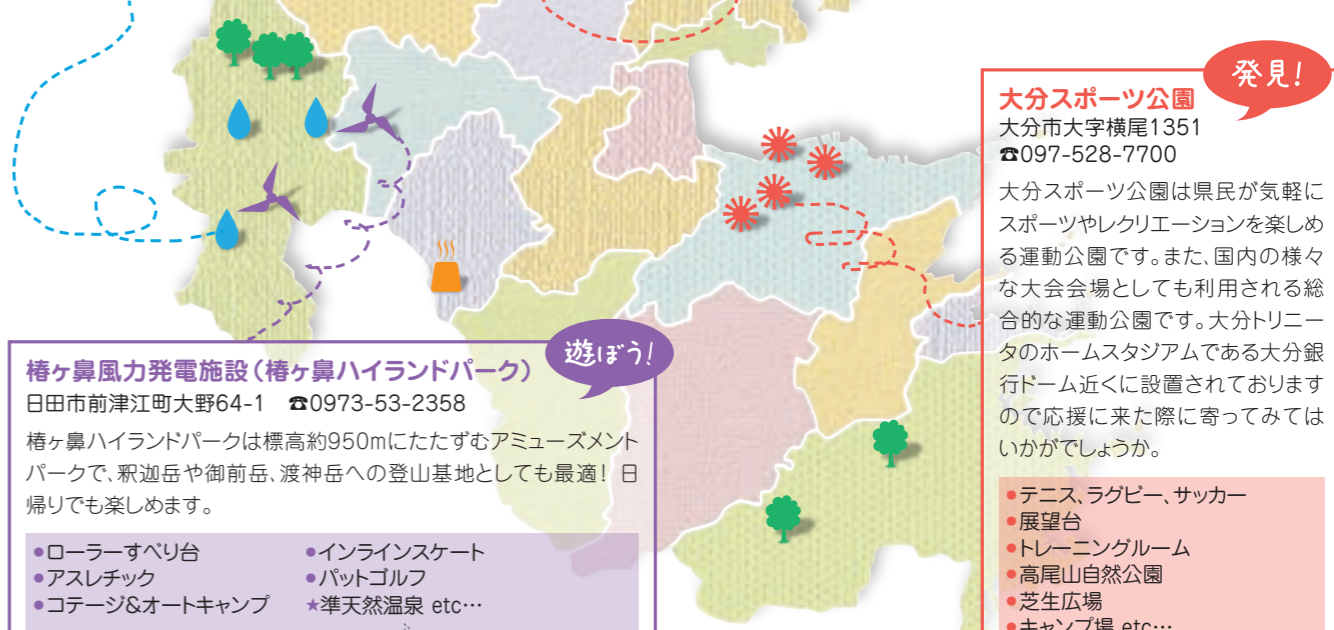 発見!
大分スポーツ公園
大分市大字横尾1351
☎097-528-7700
大分スポーツ公園は県民が気軽に
スポーツやレクリエーションを楽しめ
る運動公園です。また、国内の様々
な大会会場としても利用される総
合的な運動公園です。大分トリニー
タのホームスタジアムである大分銀
行ドーム近くに設置されております
ので応援に来た際に寄ってみては
いかがでしょうか。
●テニス、ラグビー、サッカー
●展望台
●トレーニングルーム
●高尾山自然公園
●芝生広場
●キャンプ場 etc…
遊ぼう!
椿ヶ鼻風力発電施設（椿ヶ鼻ハイランドパーク）
日田市前津江町大野64-1 ☎0973-53-2358
椿ヶ鼻ハイランドパークは標高約950mにたたずむアミューズメント
パークで、釈迦岳や御前岳、渡神岳への登山基地としても最適! 日
帰りでも楽しめます。
●ローラーすべり台 ●インラインスケート
●アスレチック ●パットゴルフ
●コテージ&オートキャンプ ★準天然温泉 etc…